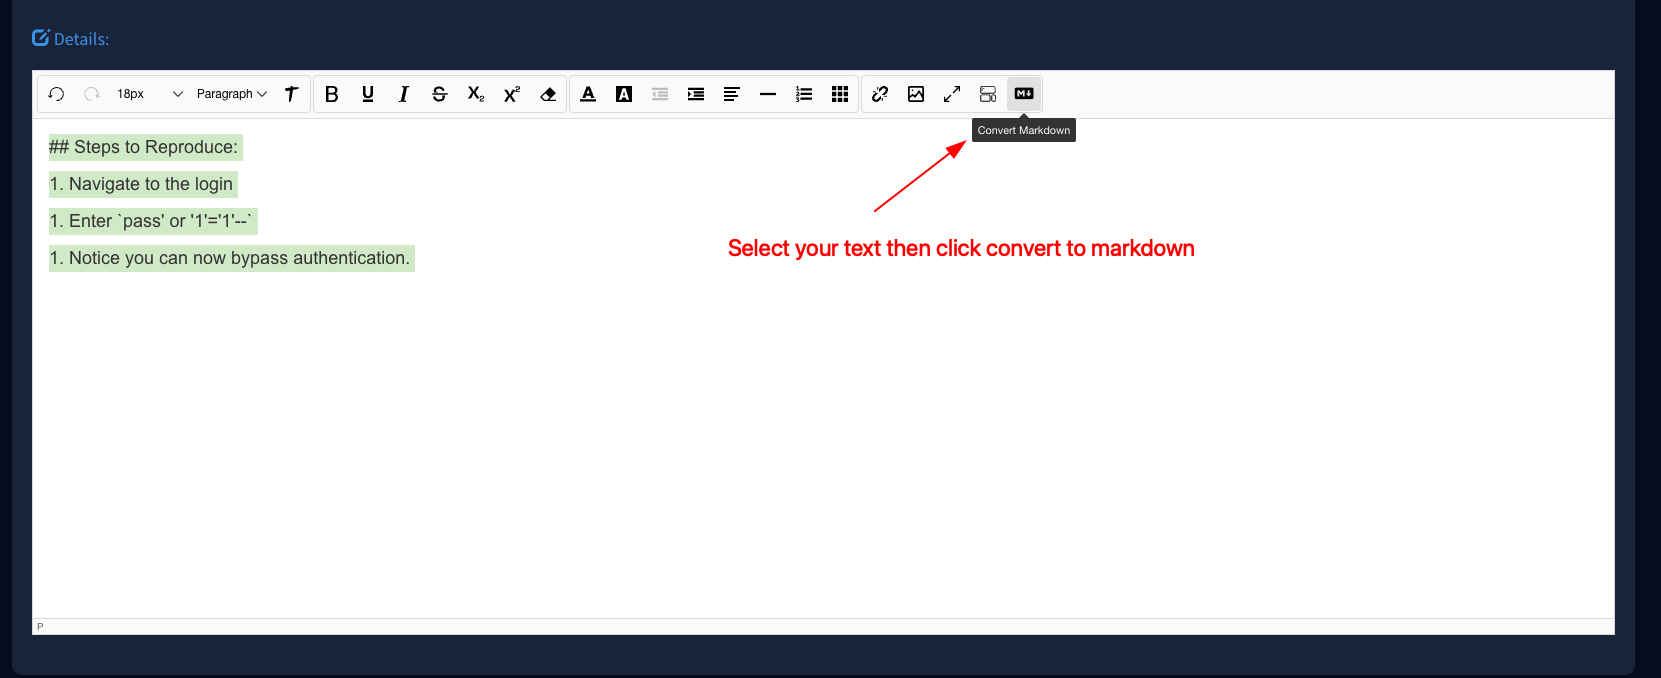 Details:
18px Paragraph
Convert Markdown
## Steps to Reproduce:
1. Navigate to the login
1. Enter `pass' or '1'='1'--`
1. Notice you can now bypass authentication.
Select your text then click convert to markdown
P